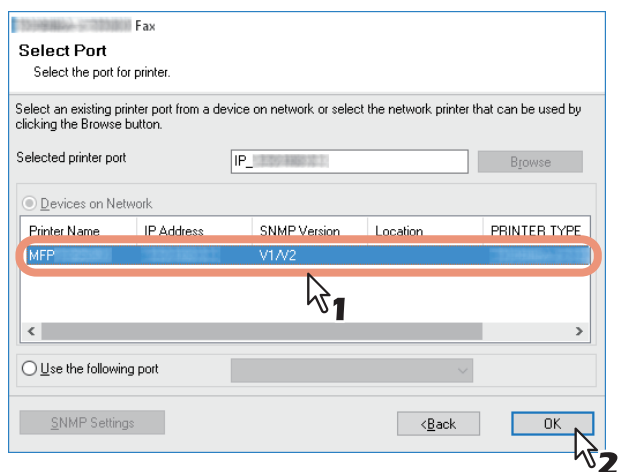 Fax
Select Port
Select the port for printer.
Select an existing printer port from a device on network or select the network printer that can be used by
clicking the Browse button.
Selected printer port IP_ Browse
Devices on Network
Printer Name IP Address SNMP Version Location PRINTER TYPE
MFP V1/V2
1
< >
Use the following port
SNMP Settings <Back OK
2